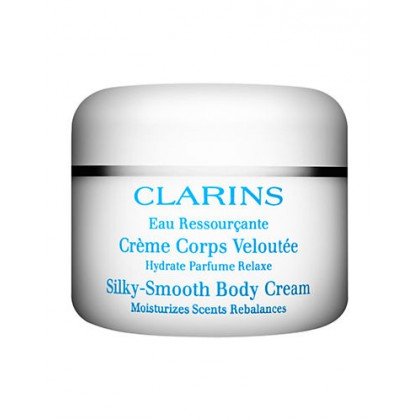 CLARINS
Eau Ressourçante
Crème Corps Veloutée
Hydrate Parfume Relaxe
Silky-Smooth Body Cream
Moisturizes Scents Rebalances